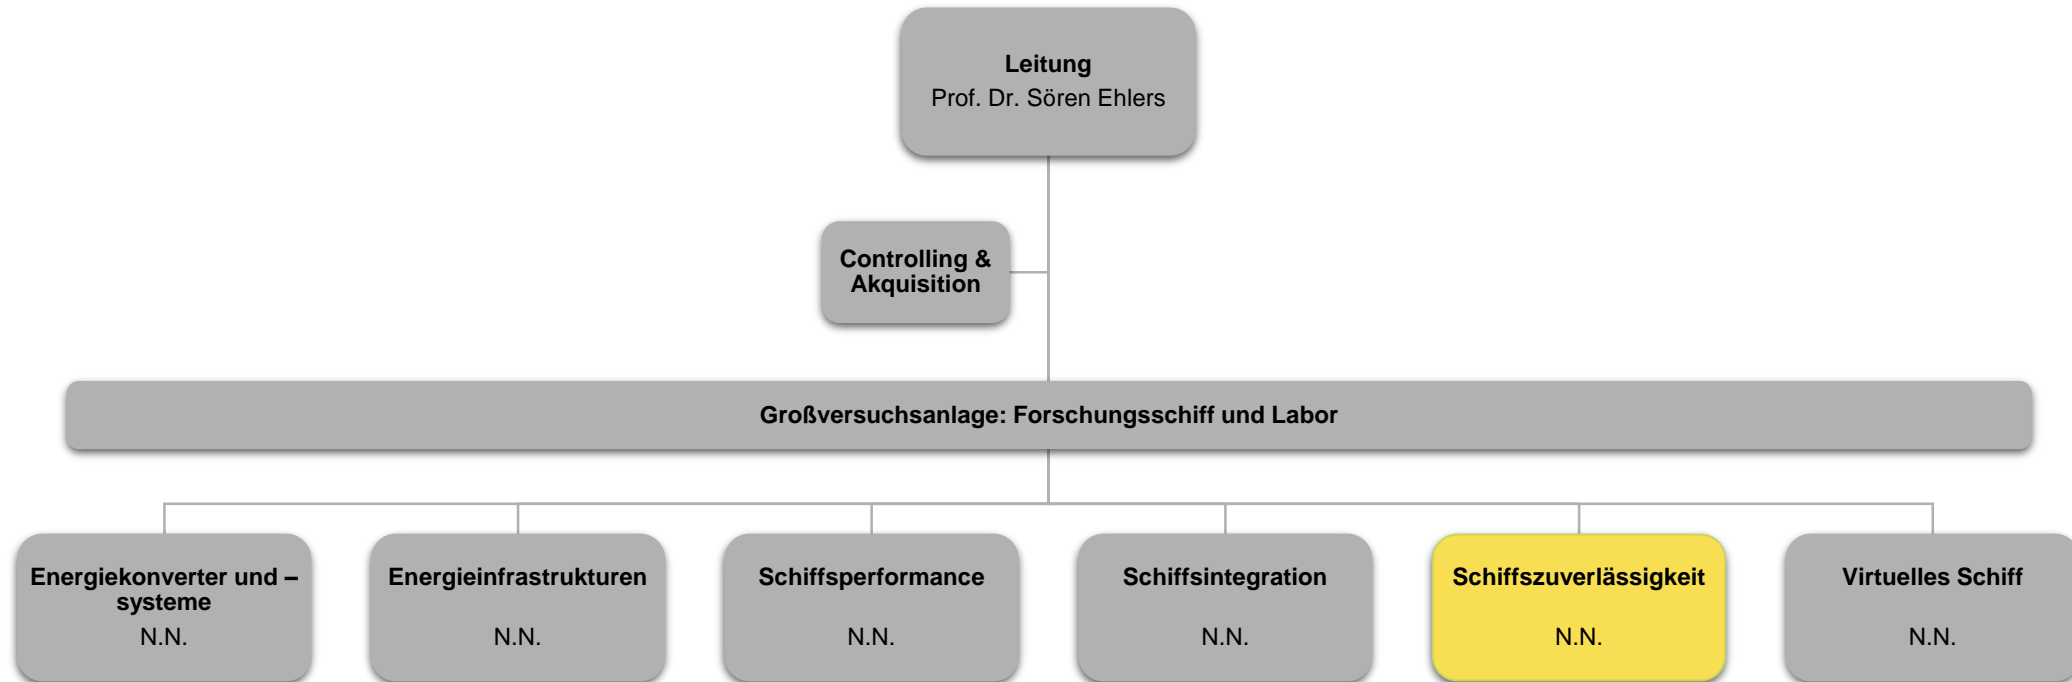 Leitung
Prof. Dr. Sören Ehlers
Controlling &
Akquisition
Großversuchsanlage: Forschungsschiff und Labor
Energiekonverter und –
systeme
N.N.
Energieinfrastrukturen
N.N.
Schiffsperformance
N.N.
Schiffsintegration
N.N.
Schiffszuverlässigkeit
N.N.
Virtuelles Schiff
N.N.